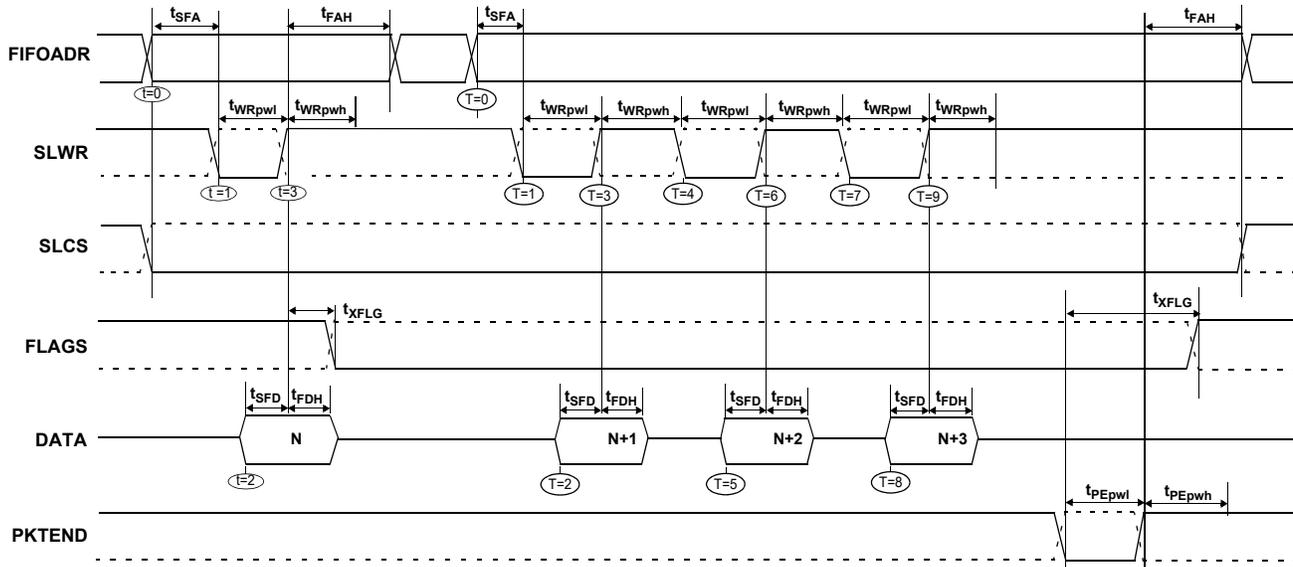 tSFA tFAH tSFA tFAH
FIFOADR
t=0 T=0
tWRpwl tWRpwh tWRpwl tWRpwh tWRpwl tWRpwh tWRpwl tWRpwh
SLWR
t =1 t=3 T=1 T=3 T=4 T=6 T=7 T=9
SLCS
tXFLG tXFLG
FLAGS
tSFD tFDH tSFD tFDH tSFD tFDH tSFD tFDH
DATA N N+1 N+2 N+3
t=2 T=2 T=5 T=8
tPEpwl tPEpwh
PKTEND